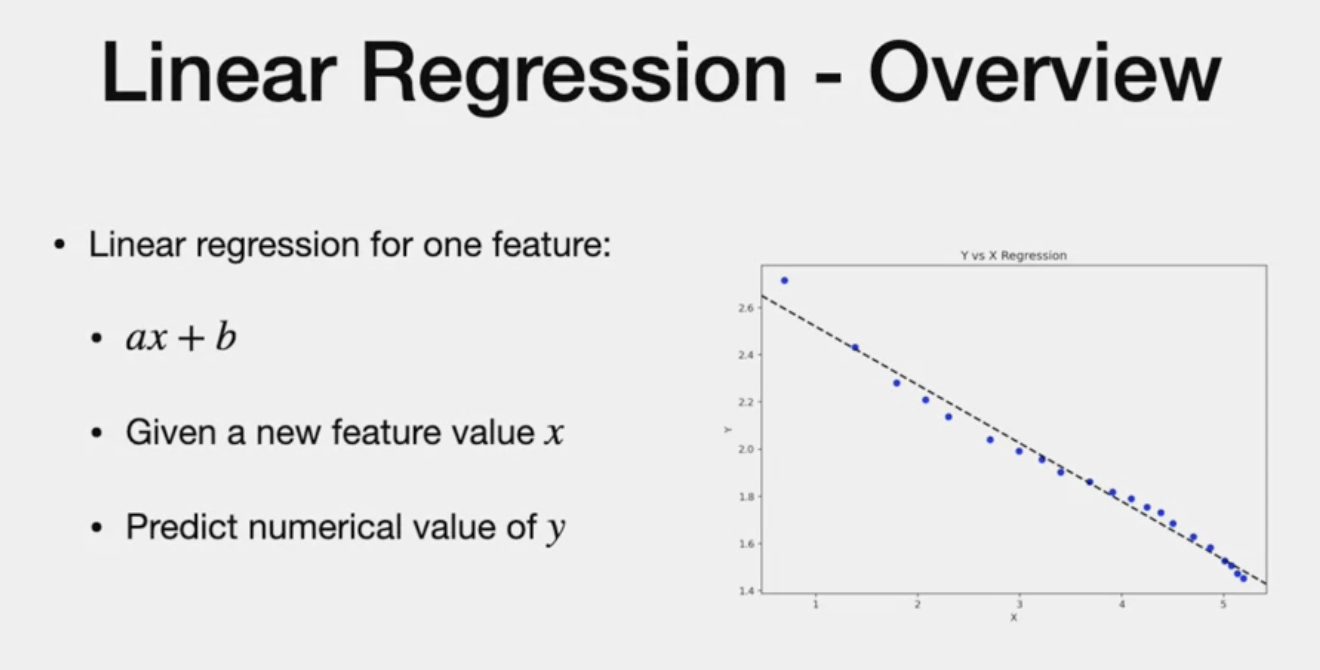 Linear Regression - Overview
• Linear regression for one feature:
• ax + b
• Given a new feature value x
• Predict numerical value of y
Y vs X Regression
2.6
2.4
2.2
2.0
1.8
1.6
1.4
Y
1 2 3 4 5
X